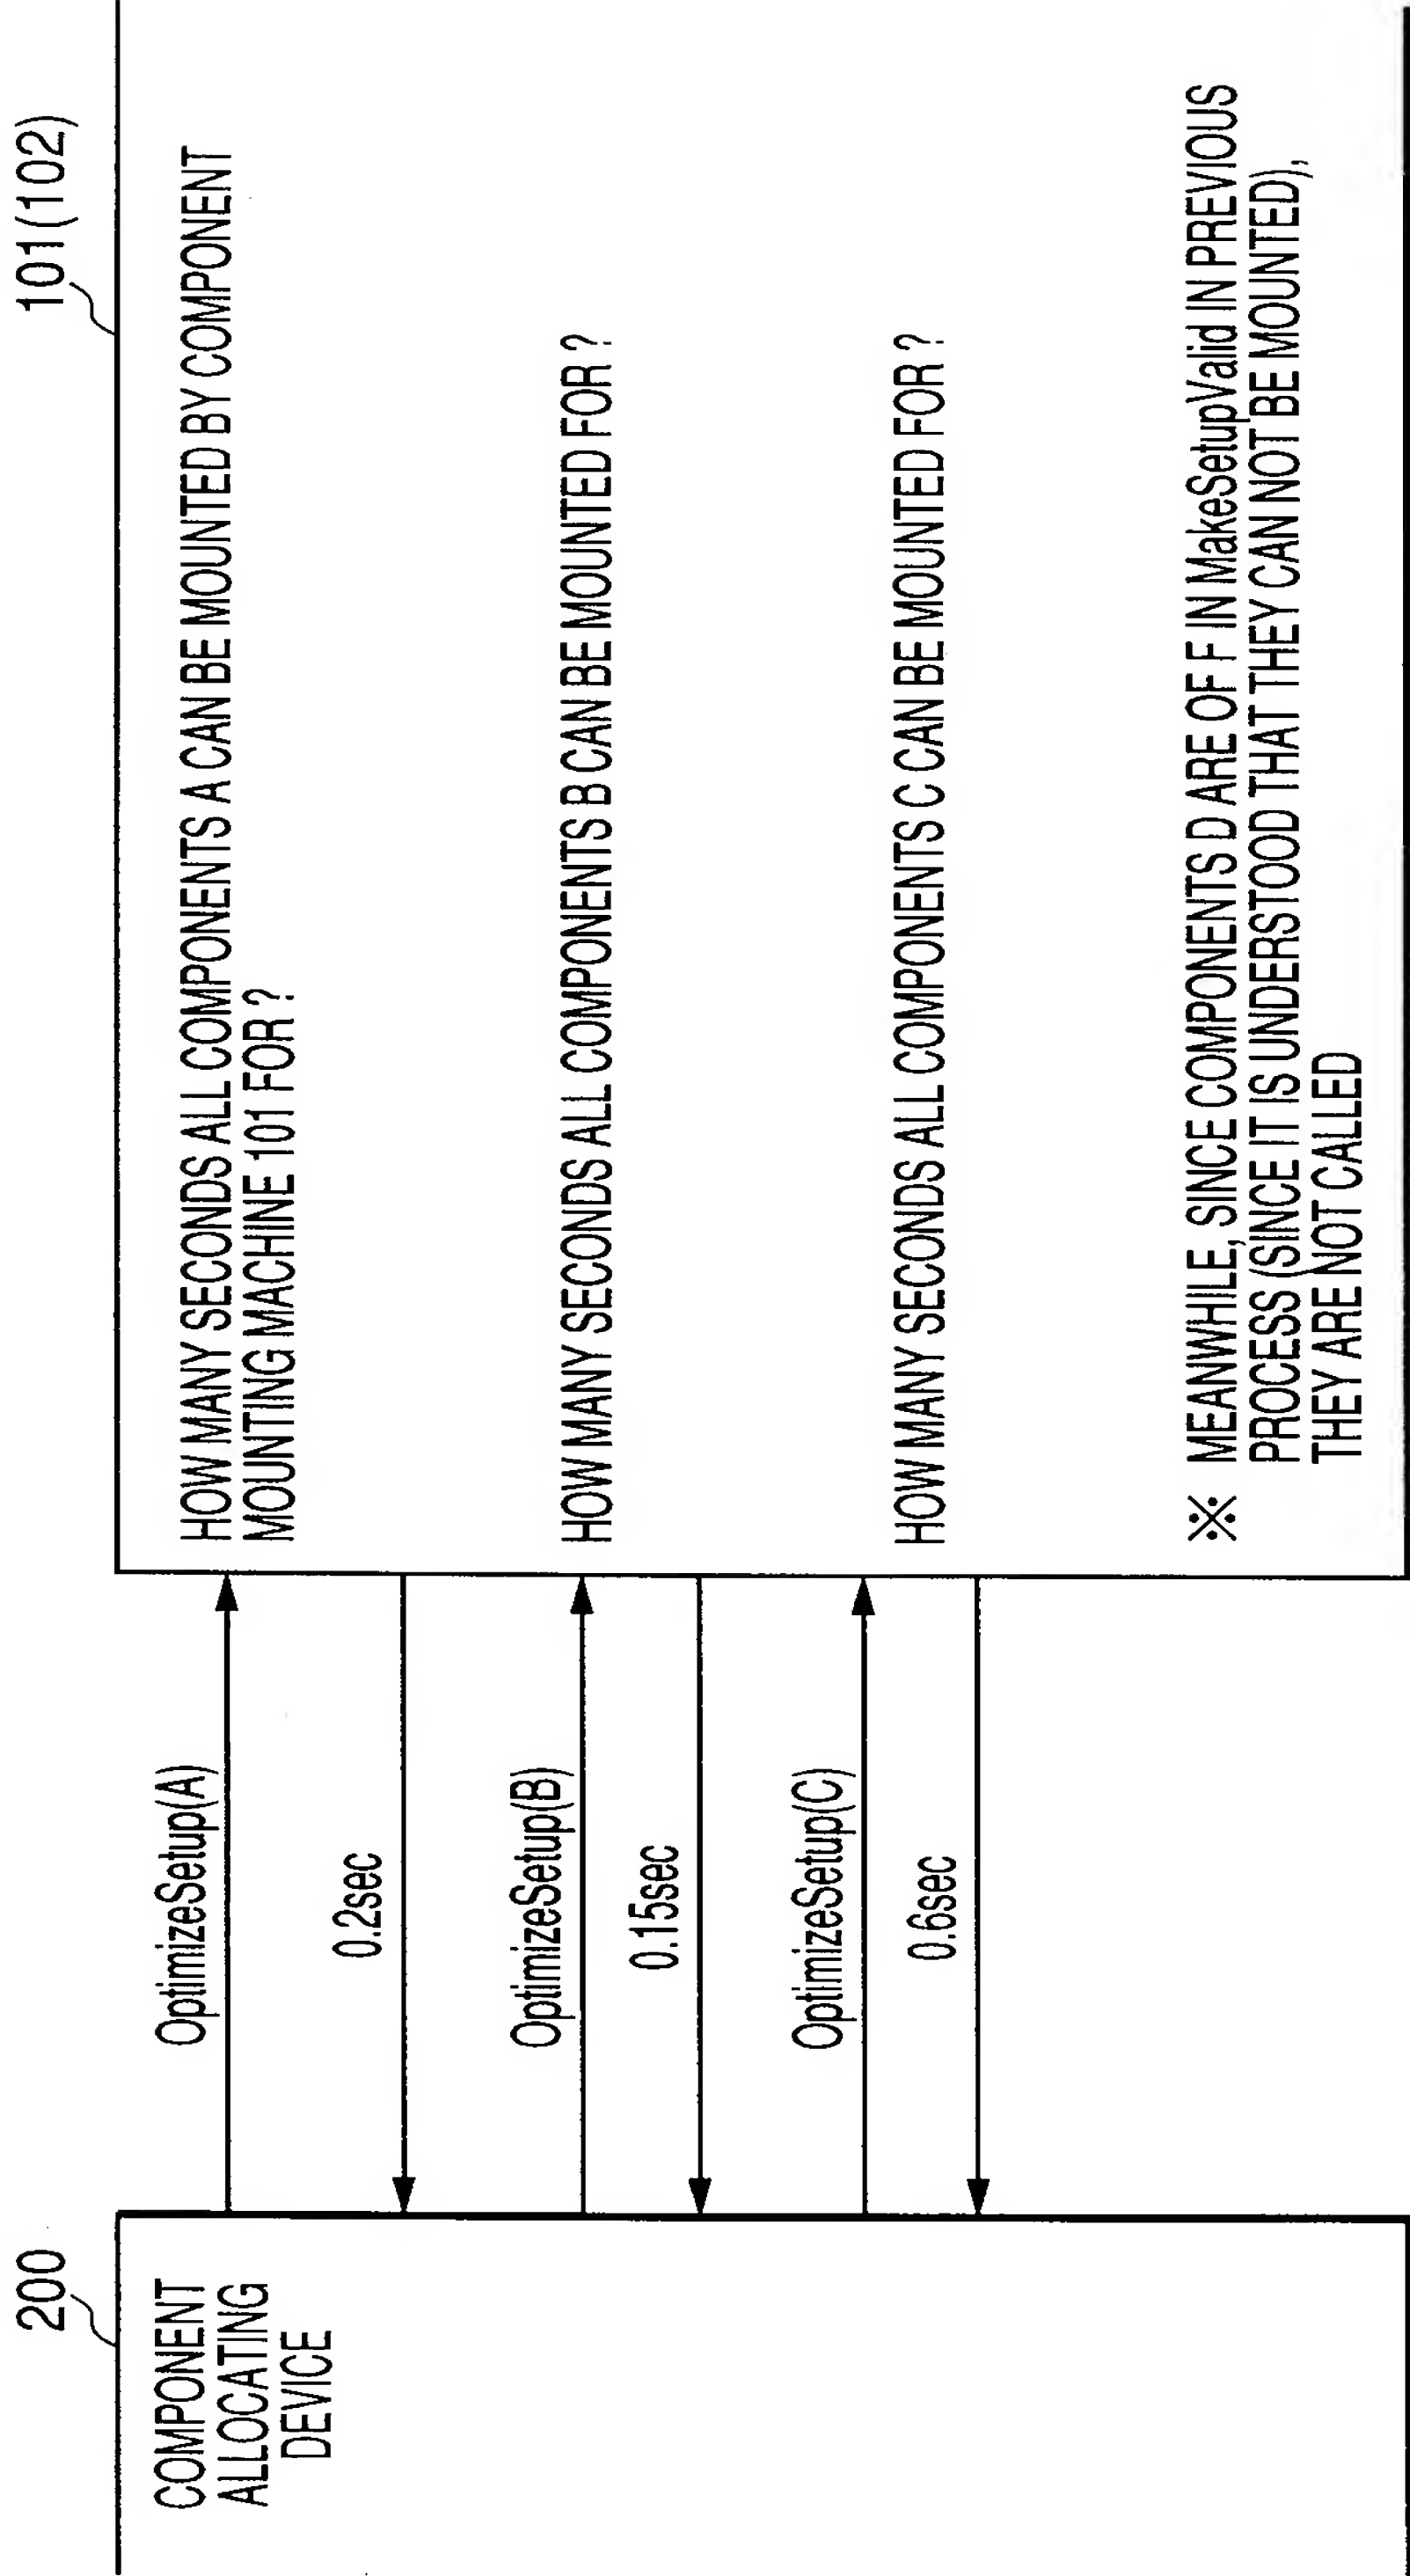 200
101(102)
COMPONENT
ALLOCATING
DEVICE
OptimizeSetup(A)
HOW MANY SECONDS ALL COMPONENTS A CAN BE MOUNTED BY COMPONENT
MOUNTING MACHINE 101 FOR ?
0.2sec
OptimizeSetup(B)
HOW MANY SECONDS ALL COMPONENTS B CAN BE MOUNTED FOR ?
0.15sec
OptimizeSetup(C)
HOW MANY SECONDS ALL COMPONENTS C CAN BE MOUNTED FOR ?
0.6sec
※ MEANWHILE, SINCE COMPONENTS D ARE OF F IN MakeSetupValid IN PREVIOUS
PROCESS (SINCE IT IS UNDERSTOOD THAT THEY CAN NOT BE MOUNTED),
THEY ARE NOT CALLED